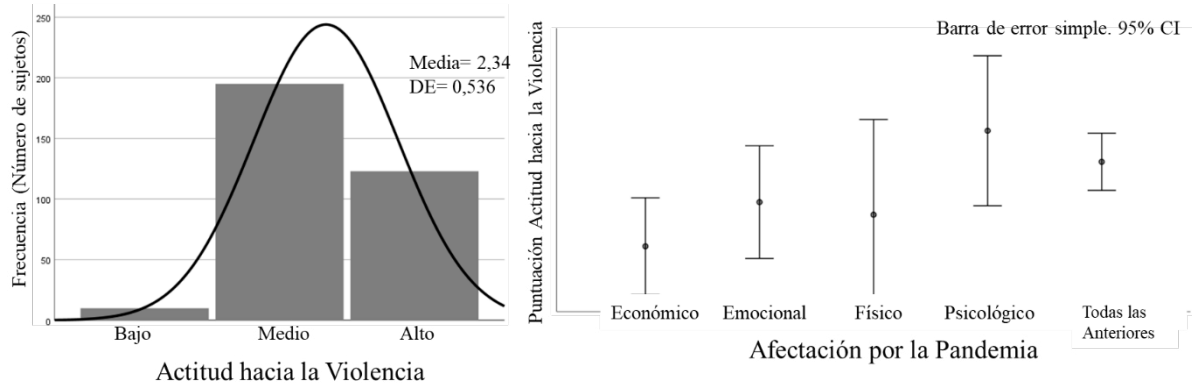 Frecuencia (Número de sujetos)
250
200
150
100
50
0
Media= 2,34
DE= 0,536
Bajo Medio Alto
Actitud hacia la Violencia
Puntuación Actitud hacia la Violencia
Barra de error simple. 95% CI
Económico Emocional Físico Psicológico Todas las
Anteriores
Afectación por la Pandemia